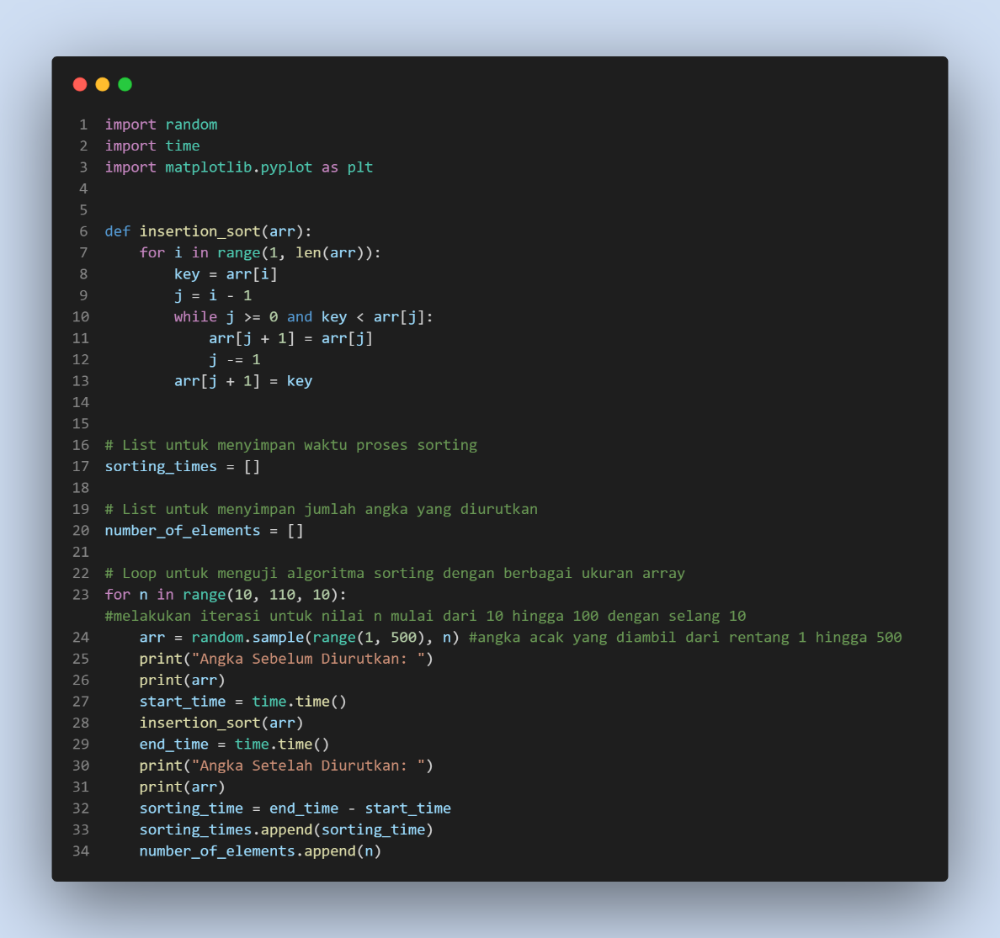 1 import random
2 import time
3 import matplotlib.pyplot as plt
4
5
6 def insertion_sort(arr):
7     for i in range(1, len(arr)):
8         key = arr[i]
9         j = i - 1
10         while j >= 0 and key < arr[j]:
11             arr[j + 1] = arr[j]
12             j -= 1
13         arr[j + 1] = key
14
15
16 # List untuk menyimpan waktu proses sorting
17 sorting_times = []
18
19 # List untuk menyimpan jumlah angka yang diurutkan
20 number_of_elements = []
21
22 # Loop untuk menguji algoritma sorting dengan berbagai ukuran array
23 for n in range(10, 110, 10):
#melakukan iterasi untuk nilai n mulai dari 10 hingga 100 dengan selang 10
24     arr = random.sample(range(1, 500), n) #angka acak yang diambil dari rentang 1 hingga 500
25     print("Angka Sebelum Diurutkan: ")
26     print(arr)
27     start_time = time.time()
28     insertion_sort(arr)
29     end_time = time.time()
30     print("Angka Setelah Diurutkan: ")
31     print(arr)
32     sorting_time = end_time - start_time
33     sorting_times.append(sorting_time)
34     number_of_elements.append(n)